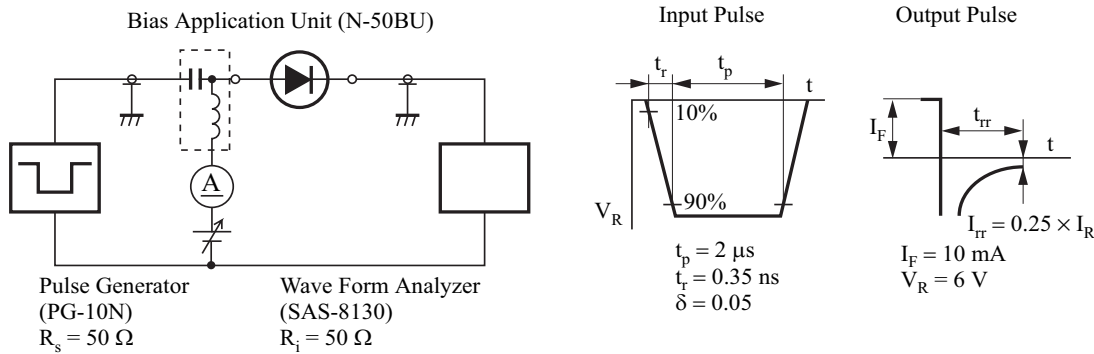 Bias Application Unit (N-50BU)
A
Pulse Generator
(PG-10N)
R_s = 50 Ω
Wave Form Analyzer
(SAS-8130)
R_i = 50 Ω
Input Pulse
t_r
t_p
t
10%
90%
V_R
t_p = 2 μs
t_r = 0.35 ns
δ = 0.05
Output Pulse
I_F
t_rr
t
I_rr = 0.25 × I_R
I_F = 10 mA
V_R = 6 V